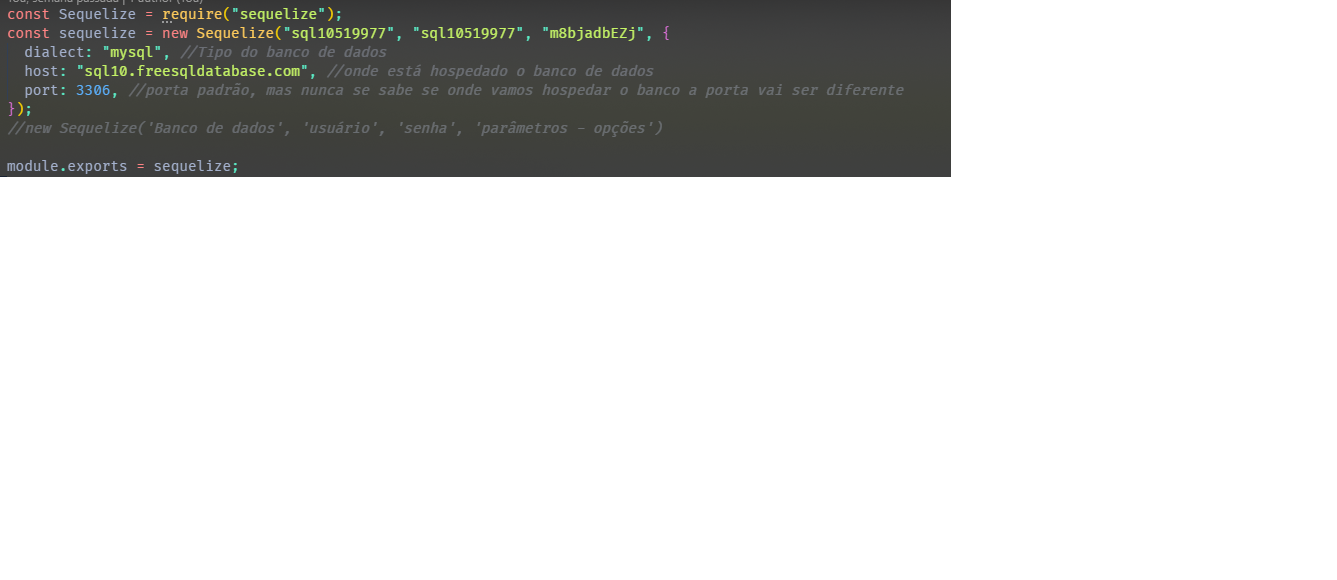 You, semana passada | 1 author (You)
const Sequelize = require("sequelize");
const sequelize = new Sequelize("sql10519977", "sql10519977", "m8bjadbEZj", {
  dialect: "mysql", //Tipo do banco de dados
  host: "sql10.freesqldatabase.com", //onde está hospedado o banco de dados
  port: 3306, //porta padrão, mas nunca se sabe se onde vamos hospedar o banco a porta vai ser diferente
});
//new Sequelize('Banco de dados', 'usuário', 'senha', 'parâmetros - opções')
module.exports = sequelize;